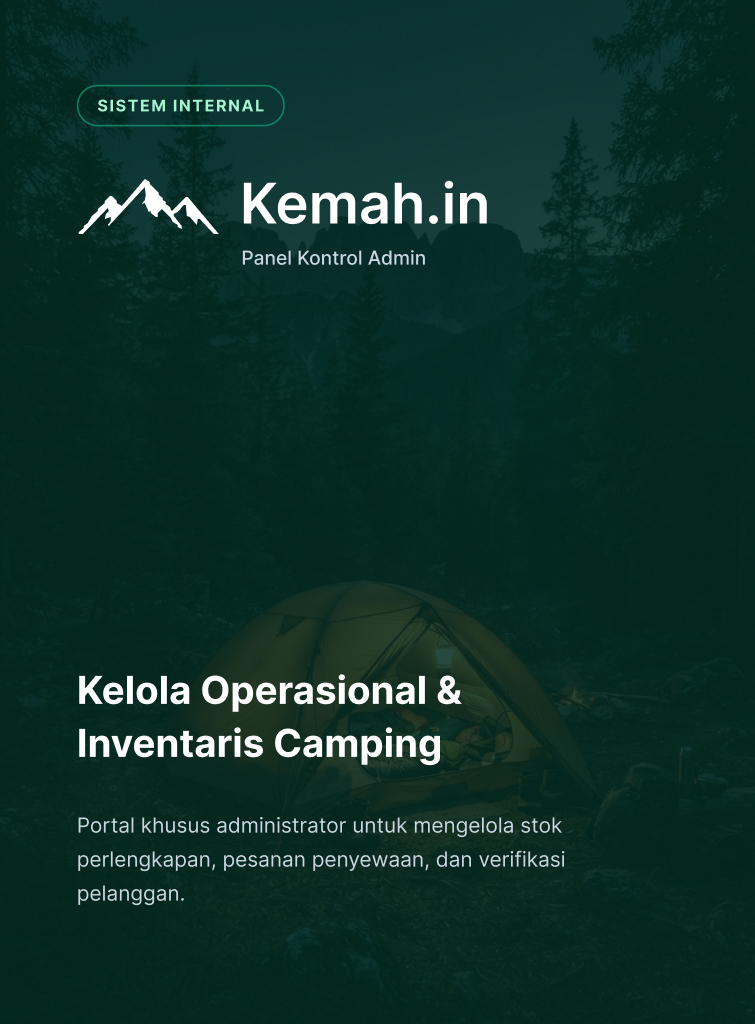 SISTEM INTERNAL
Kemah.in
Panel Kontrol Admin
Kelola Operasional &
Inventaris Camping
Portal khusus administrator untuk mengelola stok
perlengkapan, pesanan penyewaan, dan verifikasi
pelanggan.